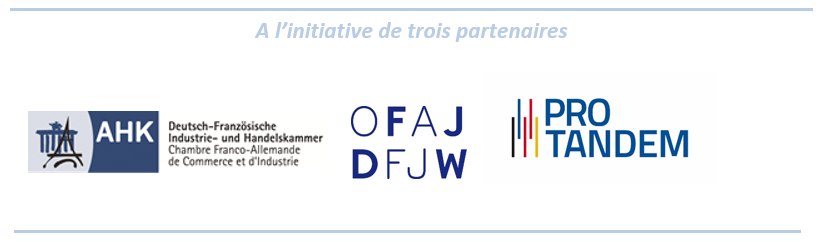 A l’initiative de trois partenaires
AHK
Deutsch-Französische
Industrie- und Handelskammer
Chambre Franco-Allemande
de Commerce et d'Industrie
OFAJ
DFJW
PRO
TANDEM